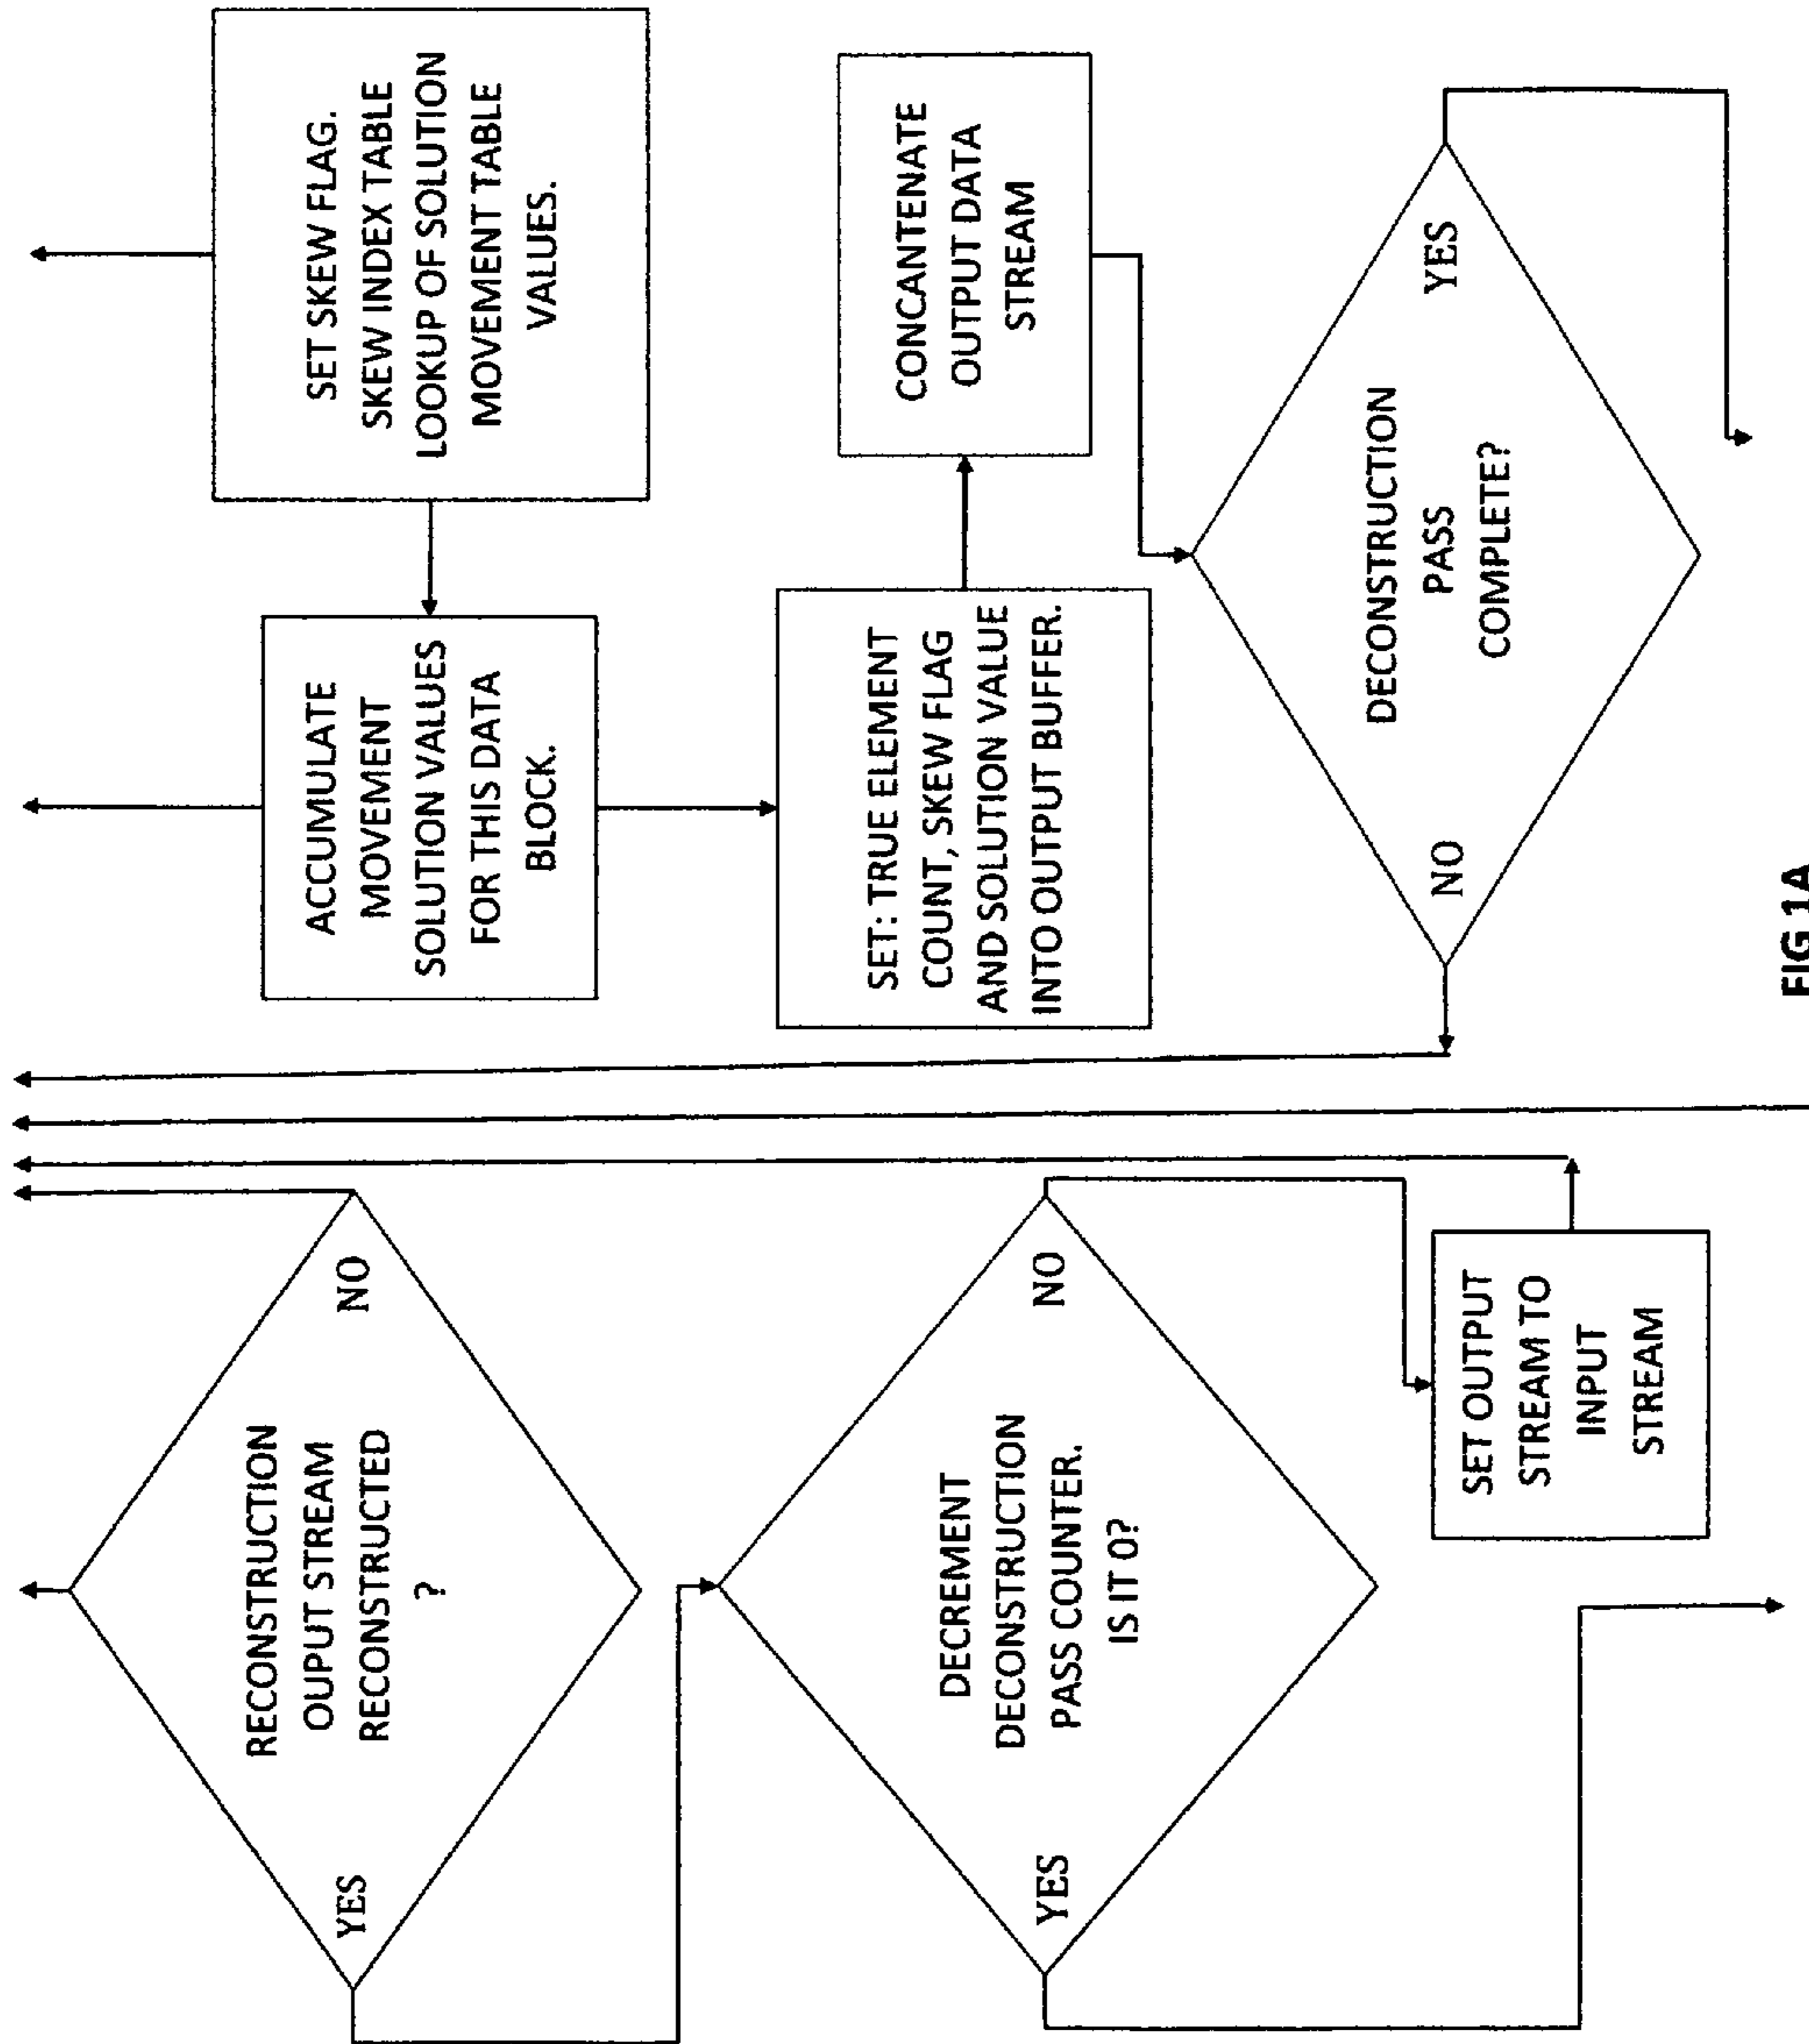 RECONSTRUCTION
OUPUT STREAM
RECONSTRUCTED
?
YES
NO
DECREMENT
DECONSTRUCTION
PASS COUNTER.
IS IT 0?
YES
NO
SET OUTPUT
STREAM TO
INPUT
STREAM
ACCUMULATE
MOVEMENT
SOLUTION VALUES
FOR THIS DATA
BLOCK.
SET SKEW FLAG.
SKEW INDEX TABLE
LOOKUP OF SOLUTION
MOVEMENT TABLE
VALUES.
SET: TRUE ELEMENT
COUNT, SKEW FLAG
AND SOLUTION VALUE
INTO OUTPUT BUFFER.
CONCANTENATE
OUTPUT DATA
STREAM
DECONSTRUCTION
PASS
COMPLETE?
NO
YES
FIG 1A